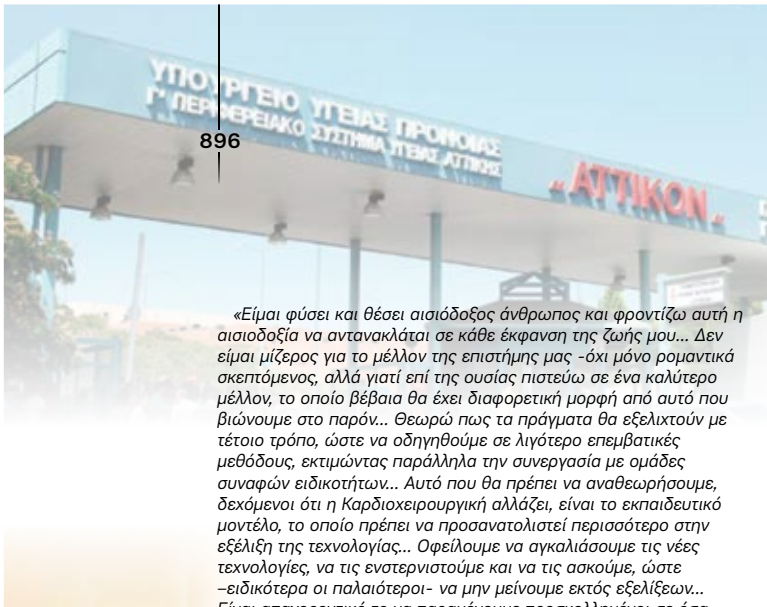 ΥΠΟΥΡΓΕΙΟ ΥΓΕΙΑΣ ΠΡΟΝΟΙΑΣ
Γ' ΠΕΡΙΦΕΡΕΙΑΚΟ ΣΥΣΤΗΜΑ ΥΓΕΙΑΣ ΑΤΤΙΚΗΣ
„ΑΤΤΙΚΟΝ„
896
«Είμαι φύσει και θέσει αισιόδοξος άνθρωπος και φροντίζω αυτή η
αισιοδοξία να αντανακλάται σε κάθε έκφανση της ζωής μου... Δεν
είμαι μίζερος για το μέλλον της επιστήμης μας -όχι μόνο ρομαντικά
σκεπτόμενος, αλλά γιατί επί της ουσίας πιστεύω σε ένα καλύτερο
μέλλον, το οποίο βέβαια θα έχει διαφορετική μορφή από αυτό που
βιώνουμε στο παρόν... Θεωρώ πως τα πράγματα θα εξελιχτούν με
τέτοιο τρόπο, ώστε να οδηγηθούμε σε λιγότερο επεμβατικές
μεθόδους, εκτιμώντας παράλληλα την συνεργασία με ομάδες
συναφών ειδικοτήτων... Αυτό που θα πρέπει να αναθεωρήσουμε,
δεχόμενοι ότι η Καρδιοχειρουργική αλλάζει, είναι το εκπαιδευτικό
μοντέλο, το οποίο πρέπει να προσανατολιστεί περισσότερο στην
εξέλιξη της τεχνολογίας... Οφείλουμε να αγκαλιάσουμε τις νέες
τεχνολογίες, να τις ενστερνιστούμε και να τις ασκούμε, ώστε
–ειδικότερα οι παλαιότεροι- να μην μείνουμε εκτός εξελίξεων...